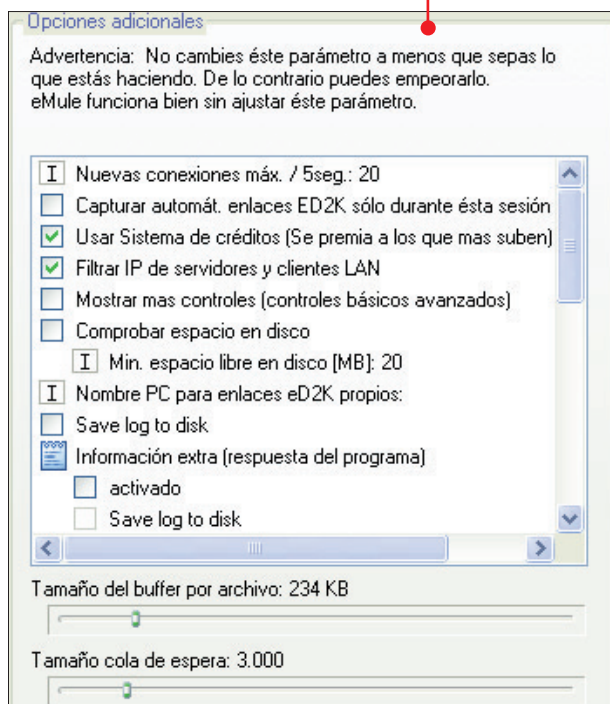 Opciones adicionales
Advertencia: No cambies éste parámetro a menos que sepas lo
que estás haciendo. De lo contrario puedes empeorarlo.
eMule funciona bien sin ajustar éste parámetro.
I Nuevas conexiones máx. / 5seg.: 20
Capturar automát. enlaces ED2K sólo durante ésta sesión
Usar Sistema de créditos (Se premia a los que mas suben)
Filtrar IP de servidores y clientes LAN
Mostrar mas controles (controles básicos avanzados)
Comprobar espacio en disco
I Min. espacio libre en disco [MB]: 20
I Nombre PC para enlaces eD2K propios:
Save log to disk
Información extra (respuesta del programa)
activado
Save log to disk
Tamaño del buffer por archivo: 234 KB
Tamaño cola de espera: 3.000